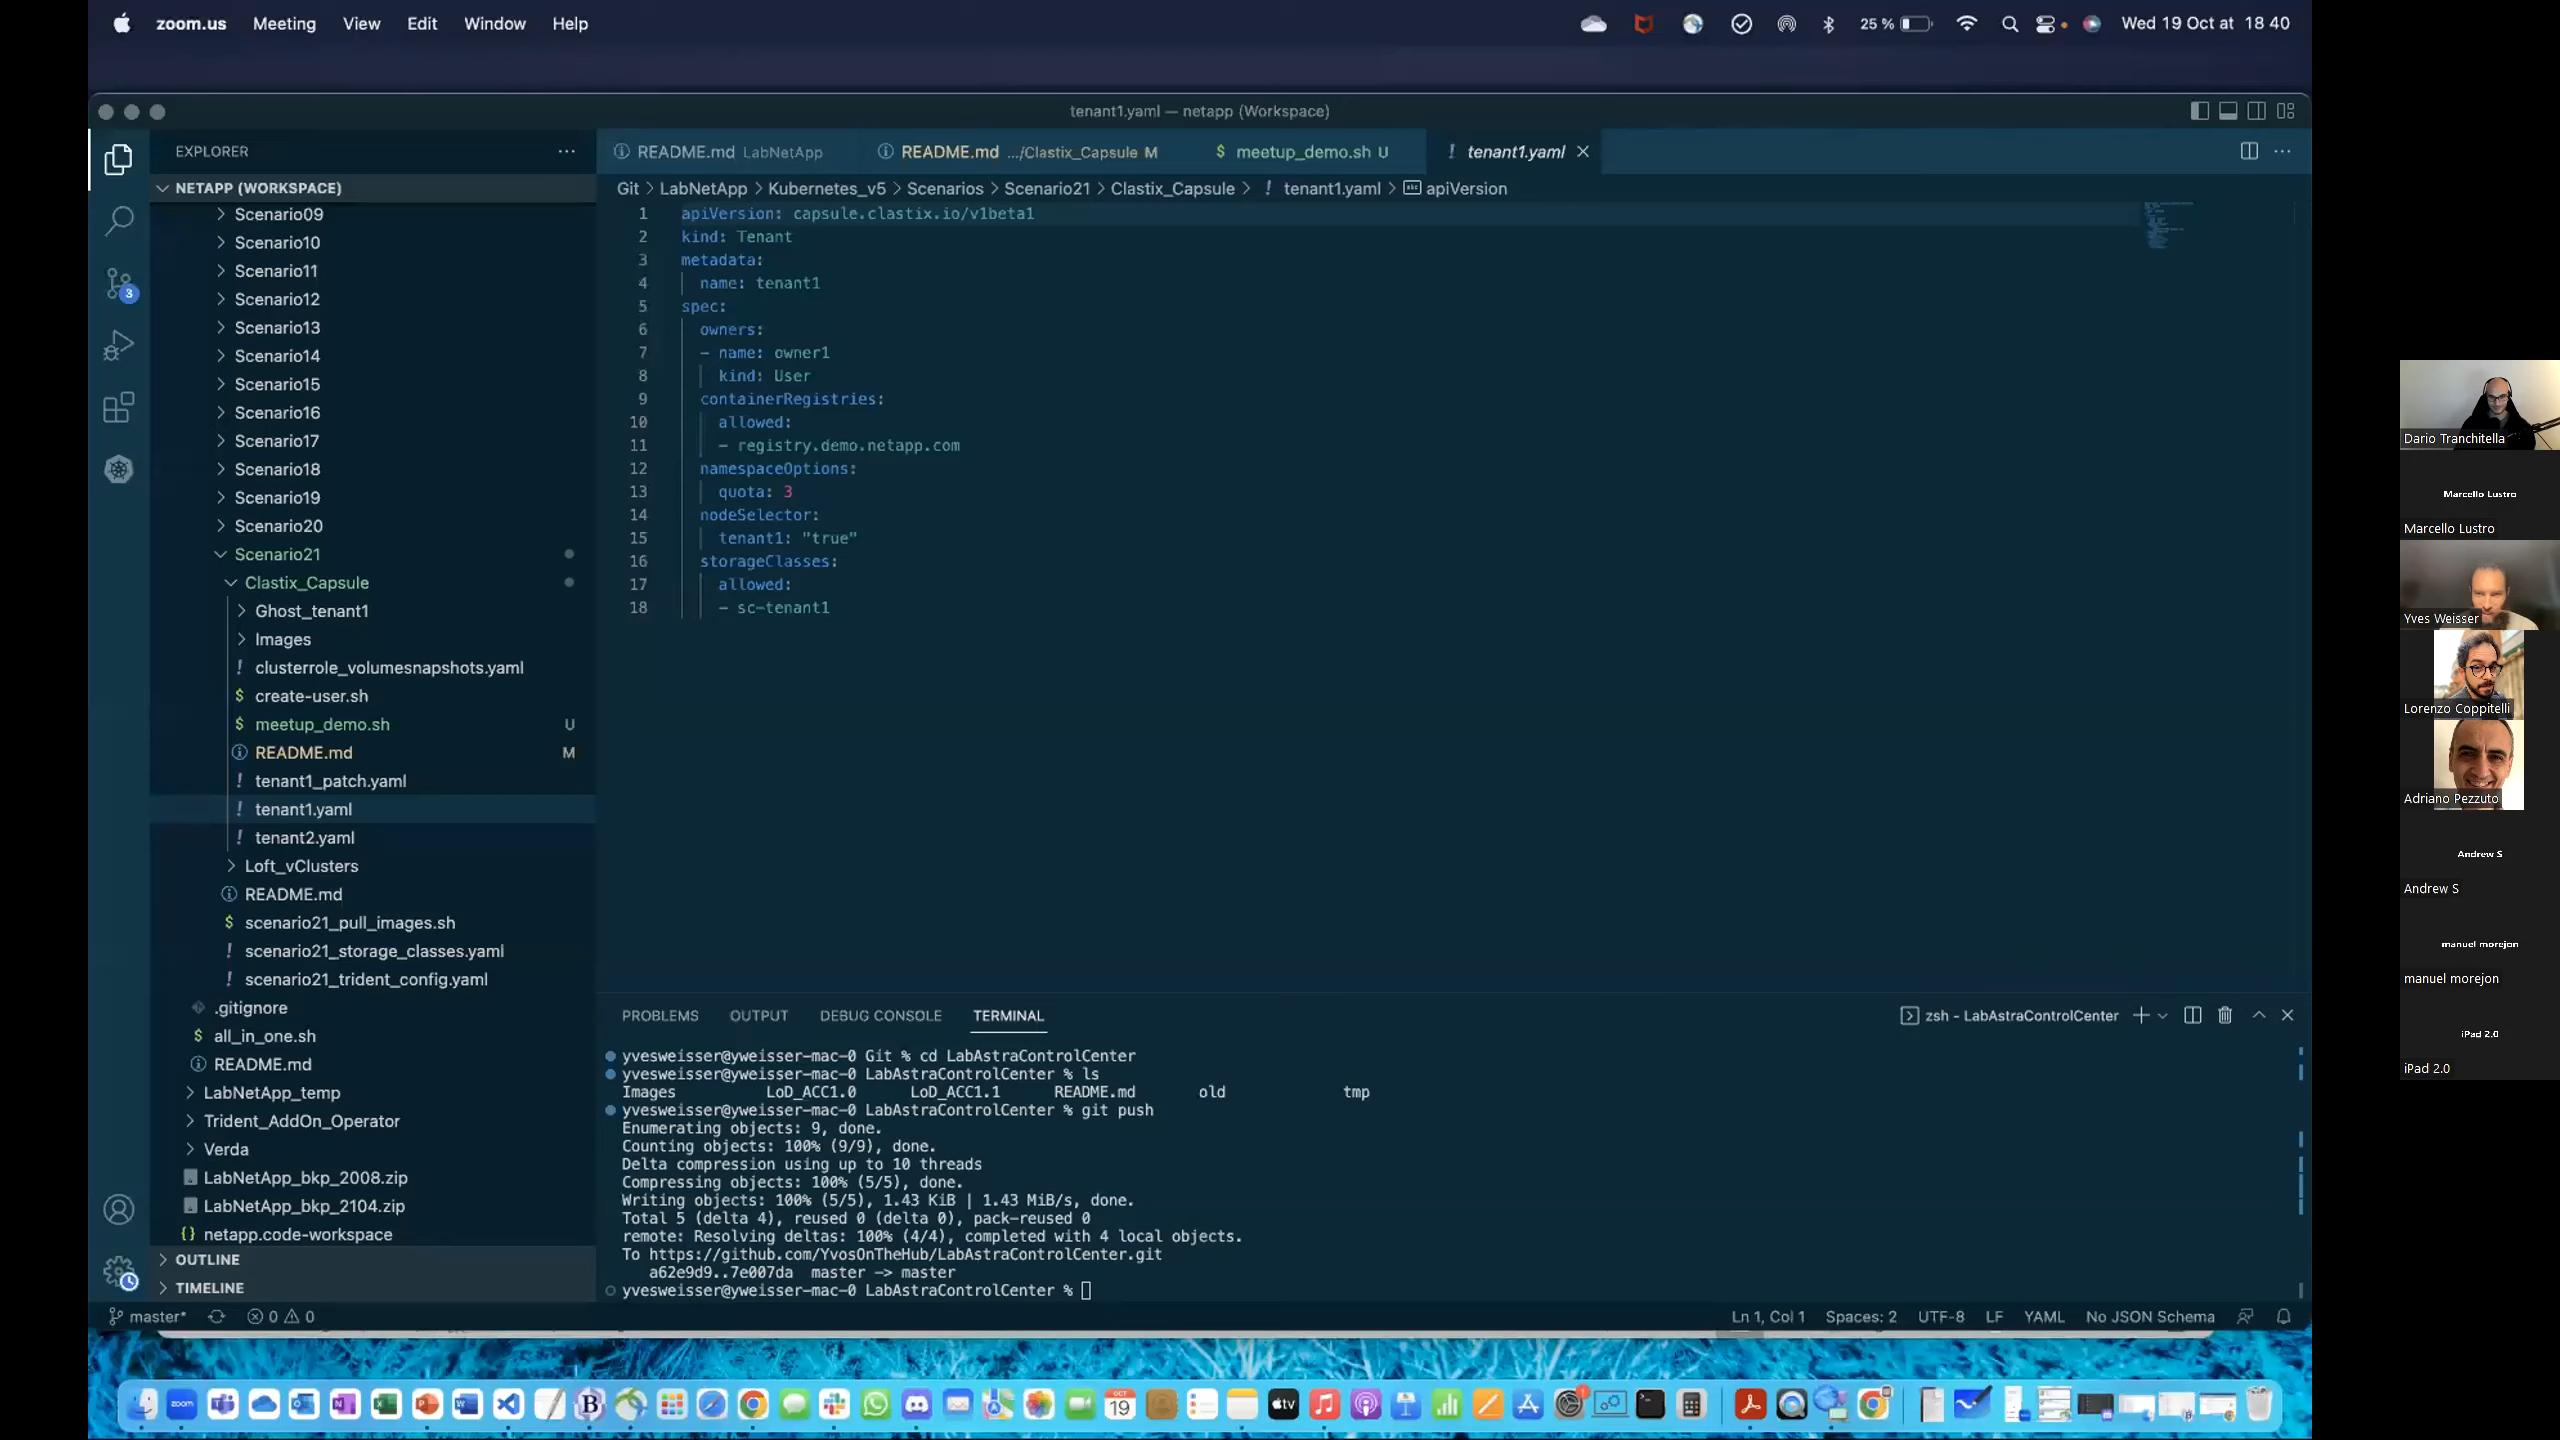 zoom.us Meeting View Edit Window Help
25 % Wed 19 Oct at 18 40
tenant1.yaml — netapp (Workspace)
EXPLORER
README.md LabNetApp
README.md .../Clastix_Capsule M
$ meetup_demo.sh U
! tenant1.yaml
NETAPP (WORKSPACE)
Git > LabNetApp > Kubernetes_v5 > Scenarios > Scenario21 > Clastix_Capsule > ! tenant1.yaml > apiVersion
Scenario09
Scenario10
Scenario11
Scenario12
Scenario13
Scenario14
Scenario15
Scenario16
Scenario17
Scenario18
Scenario19
Scenario20
Scenario21
Clastix_Capsule
Ghost_tenant1
Images
! clusterrole_volumesnapshots.yaml
$ create-user.sh
$ meetup_demo.sh U
README.md M
! tenant1_patch.yaml
! tenant1.yaml
! tenant2.yaml
Loft_vClusters
README.md
$ scenario21_pull_images.sh
! scenario21_storage_classes.yaml
! scenario21_trident_config.yaml
.gitignore
$ all_in_one.sh
README.md
LabNetApp_temp
Trident_AddOn_Operator
Verda
LabNetApp_bkp_2008.zip
LabNetApp_bkp_2104.zip
{} netapp.code-workspace
OUTLINE
TIMELINE
3
1 apiVersion: capsule.clastix.io/v1beta1
2 kind: Tenant
3 metadata:
4 name: tenant1
5 spec:
6 owners:
7 - name: owner1
8 kind: User
9 containerRegistries:
10 allowed:
11 - registry.demo.netapp.com
12 namespaceOptions:
13 quota: 3
14 nodeSelector:
15 tenant1: "true"
16 storageClasses:
17 allowed:
18 - sc-tenant1
PROBLEMS OUTPUT DEBUG CONSOLE TERMINAL
zsh - LabAstraControlCenter
yvesweisser@yweisser-mac-0 Git % cd LabAstraControlCenter
yvesweisser@yweisser-mac-0 LabAstraControlCenter % ls
Images LoD_ACC1.0 LoD_ACC1.1 README.md old tmp
yvesweisser@yweisser-mac-0 LabAstraControlCenter % git push
Enumerating objects: 9, done.
Counting objects: 100% (9/9), done.
Delta compression using up to 10 threads
Compressing objects: 100% (5/5), done.
Writing objects: 100% (5/5), 1.43 KiB | 1.43 MiB/s, done.
Total 5 (delta 4), reused 0 (delta 0), pack-reused 0
remote: Resolving deltas: 100% (4/4), completed with 4 local objects.
To https://github.com/YvosOnTheHub/LabAstraControlCenter.git
a62e9d9..7e007da master -> master
yvesweisser@yweisser-mac-0 LabAstraControlCenter %
master* 0 0
Ln 1, Col 1 Spaces: 2 UTF-8 LF YAML No JSON Schema
zoom
OCT
19
tv
Dario Tranchitella
Marcello Lustro
Marcello Lustro
Yves Weisser
Lorenzo Coppitelli
Adriano Pezzuto
Andrew S
Andrew S
manuel morejon
manuel morejon
iPad 2.0
iPad 2.0